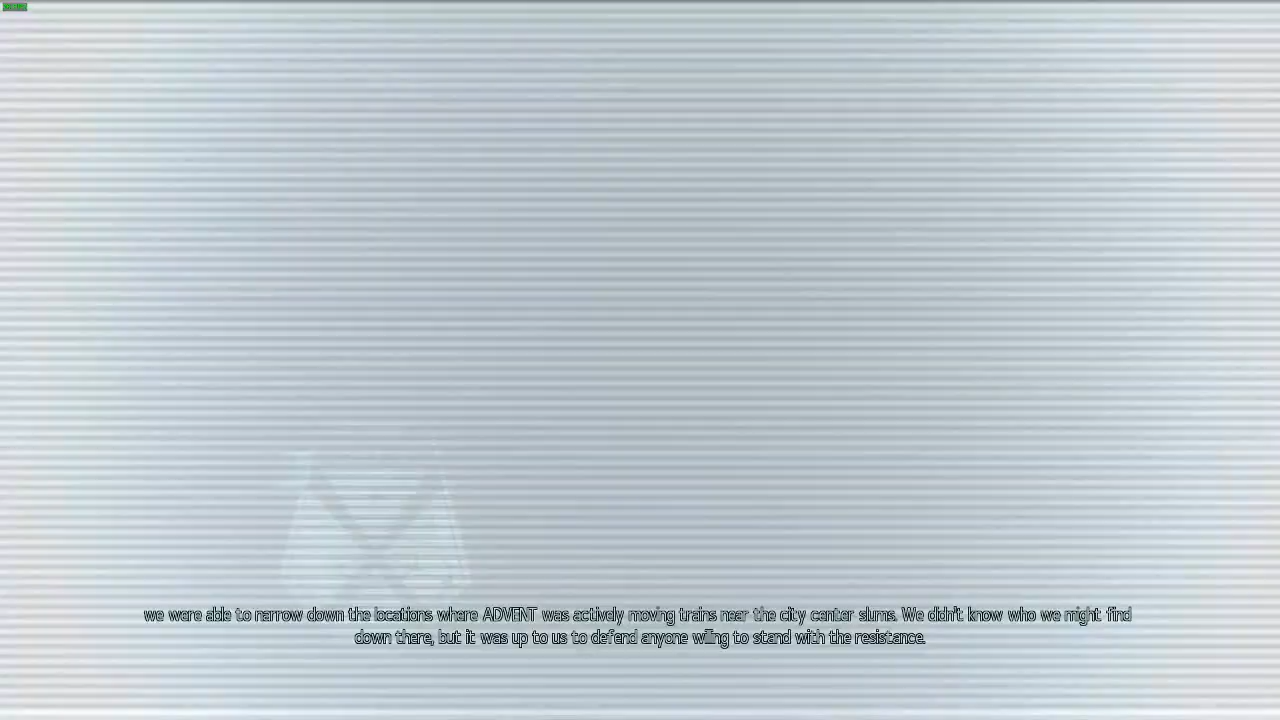 we were able to narrow down the locations where ADVENT was actively moving trains near the city center slums. We didn't know who we might find
down there, but it was up to us to defend anyone willing to stand with the resistance.